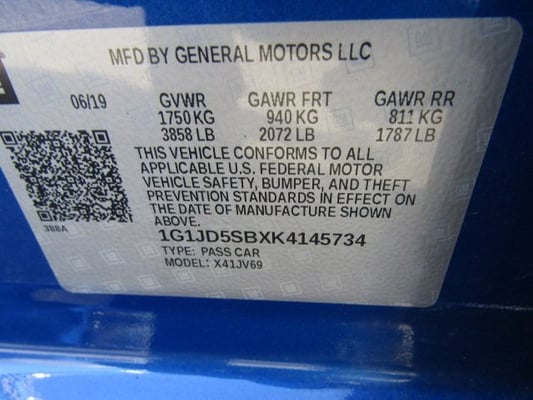 MFD BY GENERAL MOTORS LLC
06/19 GVWR GAWR FRT GAWR RR
1750 KG 940 KG 811 KG
3858 LB 2072 LB 1787 LB
THIS VEHICLE CONFORMS TO ALL
APPLICABLE U.S. FEDERAL MOTOR
VEHICLE SAFETY, BUMPER, AND THEFT
PREVENTION STANDARDS IN EFFECT ON
THE DATE OF MANUFACTURE SHOWN
ABOVE.
388A
1G1JD5SBXK4145734
TYPE: PASS CAR
MODEL: X41JV69